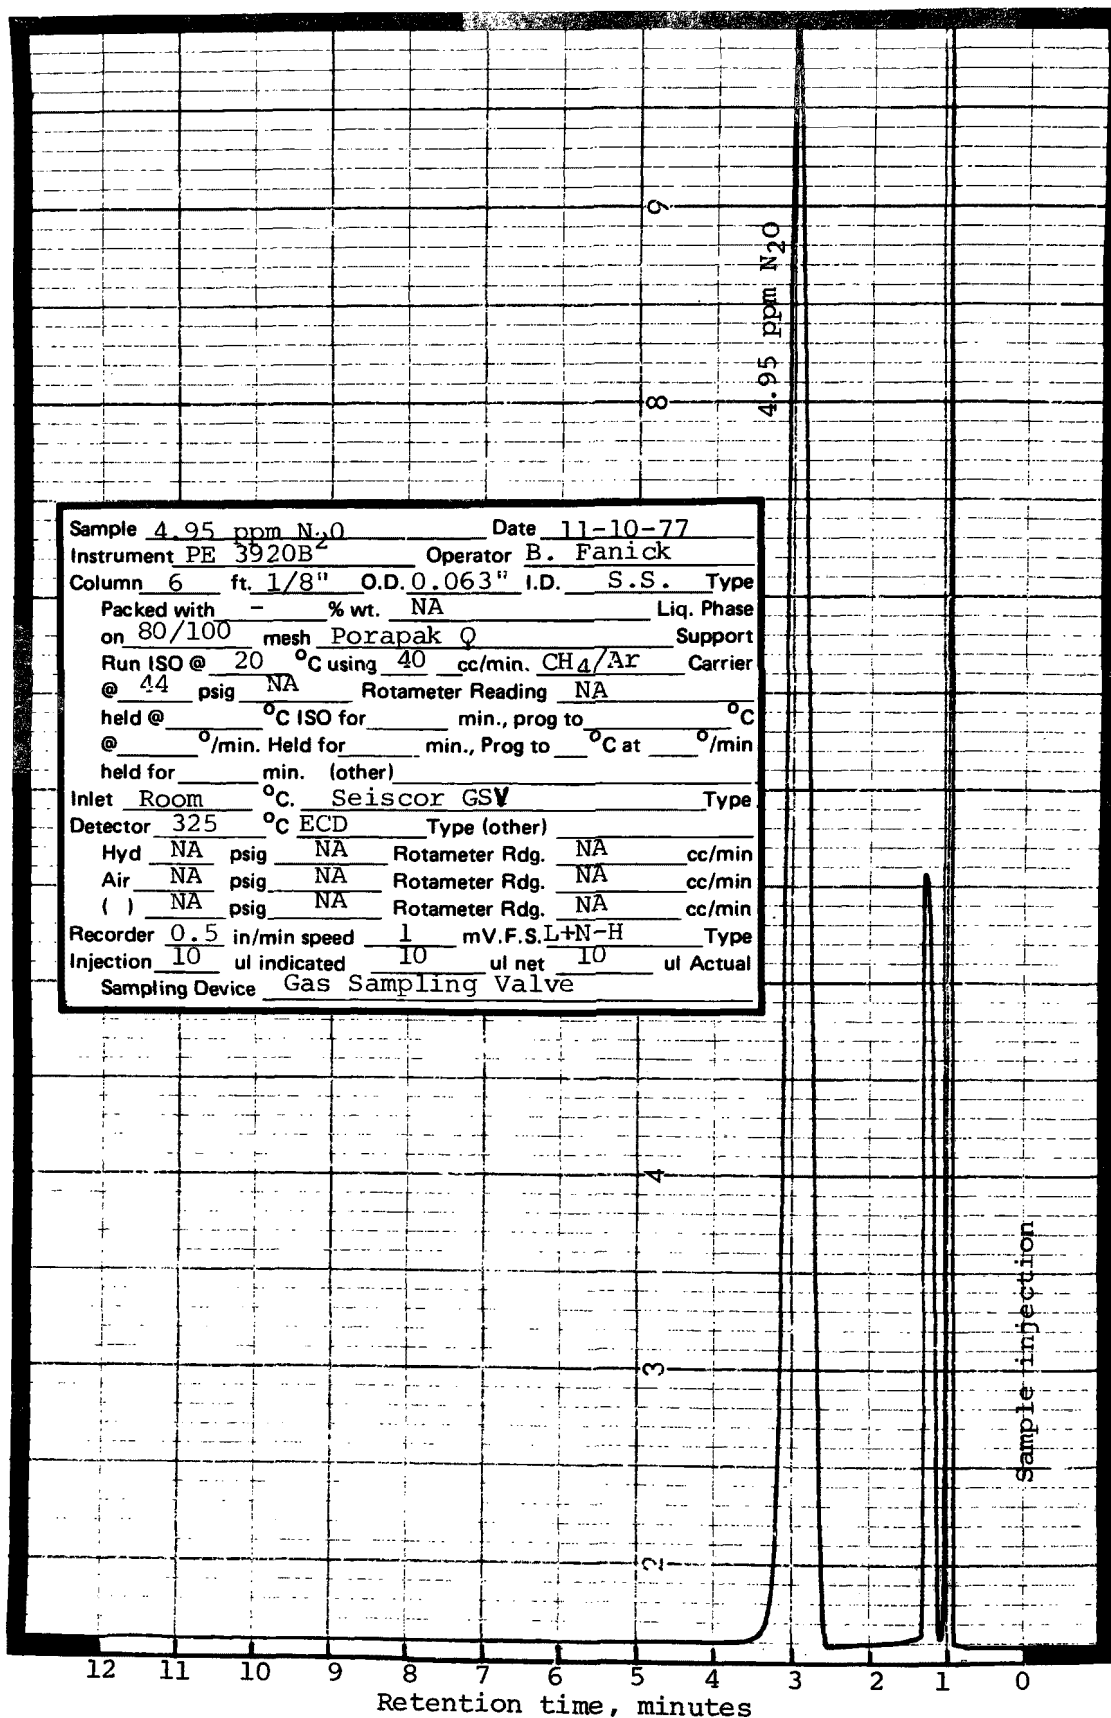 9
4.95 ppm N2O
8
Sample 4.95 ppm N2O Date 11-10-77
Instrument PE 3920B Operator B. Fanick
Column 6 ft. 1/8" O.D. 0.063" I.D. S.S. Type
Packed with - % wt. NA Liq. Phase
on 80/100 mesh Porapak Q Support
Run ISO @ 20 °C using 40 cc/min. CH4/Ar Carrier
@ 44 psig NA Rotameter Reading NA
held @ °C ISO for min., prog to °C
@ °/min. Held for min., Prog to °C at °/min
held for min. (other)
Inlet Room °C. Seiscor GSV Type
Detector 325 °C ECD Type (other)
Hyd NA psig NA Rotameter Rdg. NA cc/min
Air NA psig NA Rotameter Rdg. NA cc/min
( ) NA psig NA Rotameter Rdg. NA cc/min
Recorder 0.5 in/min speed 1 mV.F.S. L+N-H Type
Injection 10 ul indicated 10 ul net 10 ul Actual
Sampling Device Gas Sampling Valve
4
3
Sample injection
2
12 11 10 9 8 7 6 5 4 3 2 1 0
Retention time, minutes